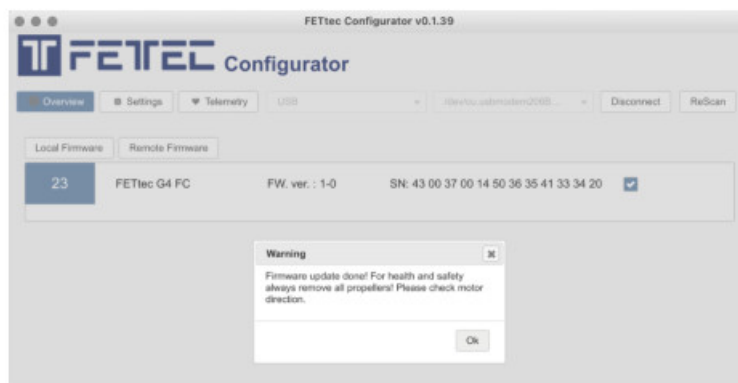 FETtec Configurator v0.1.39
FETTEC Configurator
Overview Settings Telemetry USB Disconnect ReScan
Local Firmware Remote Firmware
23 FETtec G4 FC FW. ver. : 1-0 SN: 43 00 37 00 14 50 36 35 41 33 34 20
Warning
Firmware update done! For health and safety
always remove all propellers! Please check motor
direction.
Ok